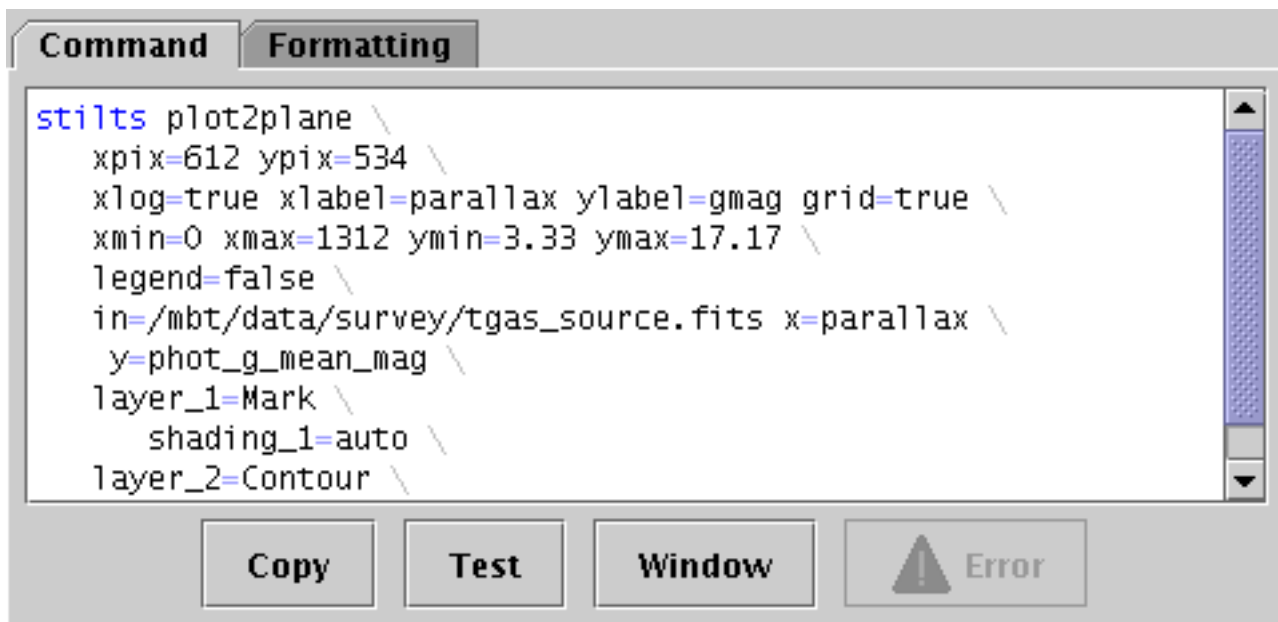 Command Formatting
stilts plot2plane \
xpix=612 ypix=534 \
xlog=true xlabel=parallax ylabel=gmag grid=true \
xmin=0 xmax=1312 ymin=3.33 ymax=17.17 \
legend=false \
in=/mbt/data/survey/tgas_source.fits x=parallax \
y=phot_g_mean_mag \
layer_1=Mark \
shading_1=auto \
layer_2=Contour \
Copy Test Window Error